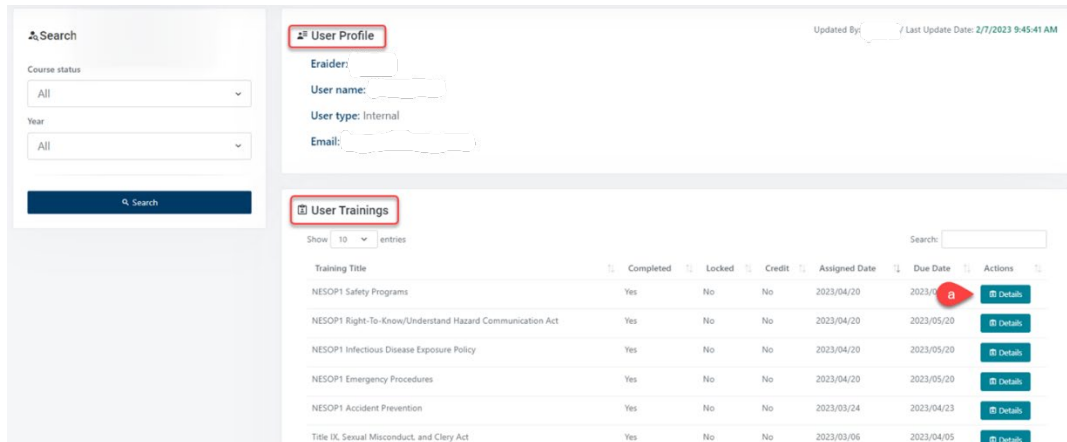 Search
Course status
All
Year
All
Search
User Profile
Updated By: / Last Update Date: 2/7/2023 9:45:41 AM
Eraider:
User name:
User type: Internal
Email:
User Trainings
Show 10 entries
Search:
Training Title Completed Locked Credit Assigned Date Due Date Actions
NESOP1 Safety Programs Yes No No 2023/04/20 2023/0 a Details
NESOP1 Right-To-Know/Understand Hazard Communication Act Yes No No 2023/04/20 2023/05/20 Details
NESOP1 Infectious Disease Exposure Policy Yes No No 2023/04/20 2023/05/20 Details
NESOP1 Emergency Procedures Yes No No 2023/04/20 2023/05/20 Details
NESOP1 Accident Prevention Yes No No 2023/03/24 2023/04/23 Details
Title IX, Sexual Misconduct, and Clery Act Yes No No 2023/03/06 2023/04/05 Details